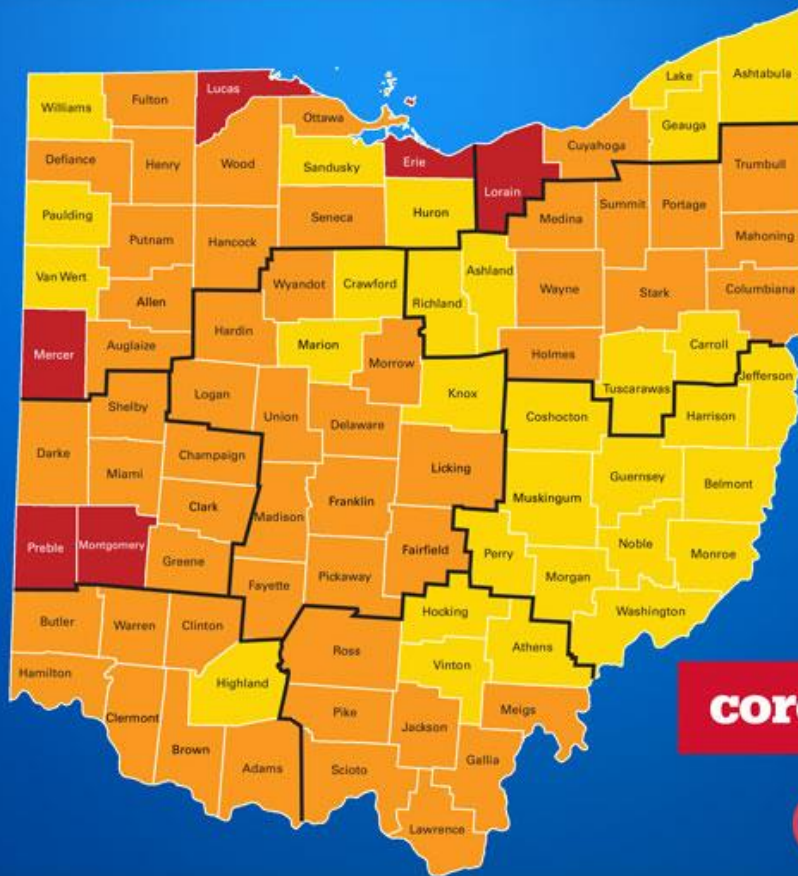 Lake
Ashtabula
Lucas
Fulton
Williams
Ottawa
Geauga
Cuyahoga
Defiance
Henry
Wood
Sandusky
Erie
Trumbull
Lorain
Paulding
Seneca
Huron
Medina
Summit
Portage
Putnam
Hancock
Mahoning
Van Wert
Wyandot
Crawford
Ashland
Richland
Wayne
Stark
Columbiana
Allen
Hardin
Mercer
Auglaize
Marion
Morrow
Holmes
Carroll
Jefferson
Logan
Knox
Tuscarawas
Shelby
Union
Delaware
Coshocton
Harrison
Darke
Champaign
Licking
Miami
Guernsey
Belmont
Clark
Franklin
Muskingum
Madison
Preble
Montgomery
Fairfield
Perry
Noble
Monroe
Greene
Pickaway
Morgan
Fayette
Hocking
Washington
Butler
Warren
Clinton
Ross
Athens
Vinton
Hamilton
Highland
Pike
Meigs
Clermont
Jackson
cor
Brown
Adams
Scioto
Gallia
Lawrence